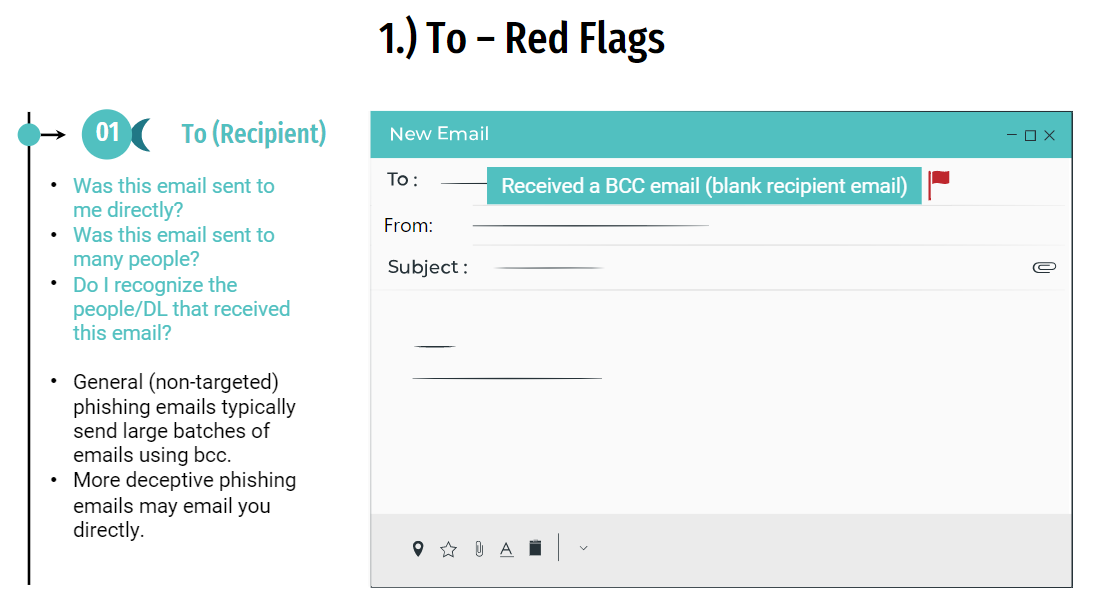 1.) To – Red Flags
01
To (Recipient)
• Was this email sent to
me directly?
• Was this email sent to
many people?
• Do I recognize the
people/DL that received
this email?
• General (non-targeted)
phishing emails typically
send large batches of
emails using bcc.
• More deceptive phishing
emails may email you
directly.
New Email
To :
Received a BCC email (blank recipient email)
From:
Subject :
A